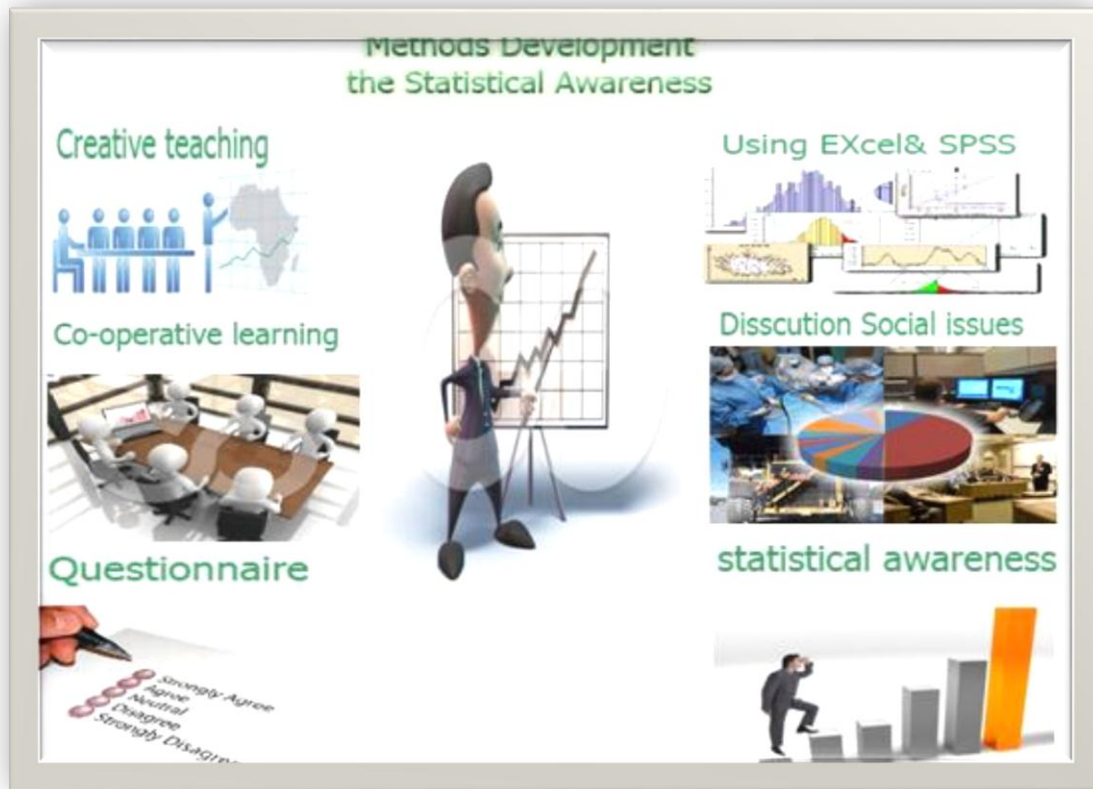 Methods Development
the Statistical Awareness
Creative teaching
Using EXcel& SPSS
Co-operative learning
Disscution Social issues
Questionnaire
statistical awareness
Strongly Agree
Agree
Neutral
Disagree
Strongly Disagre